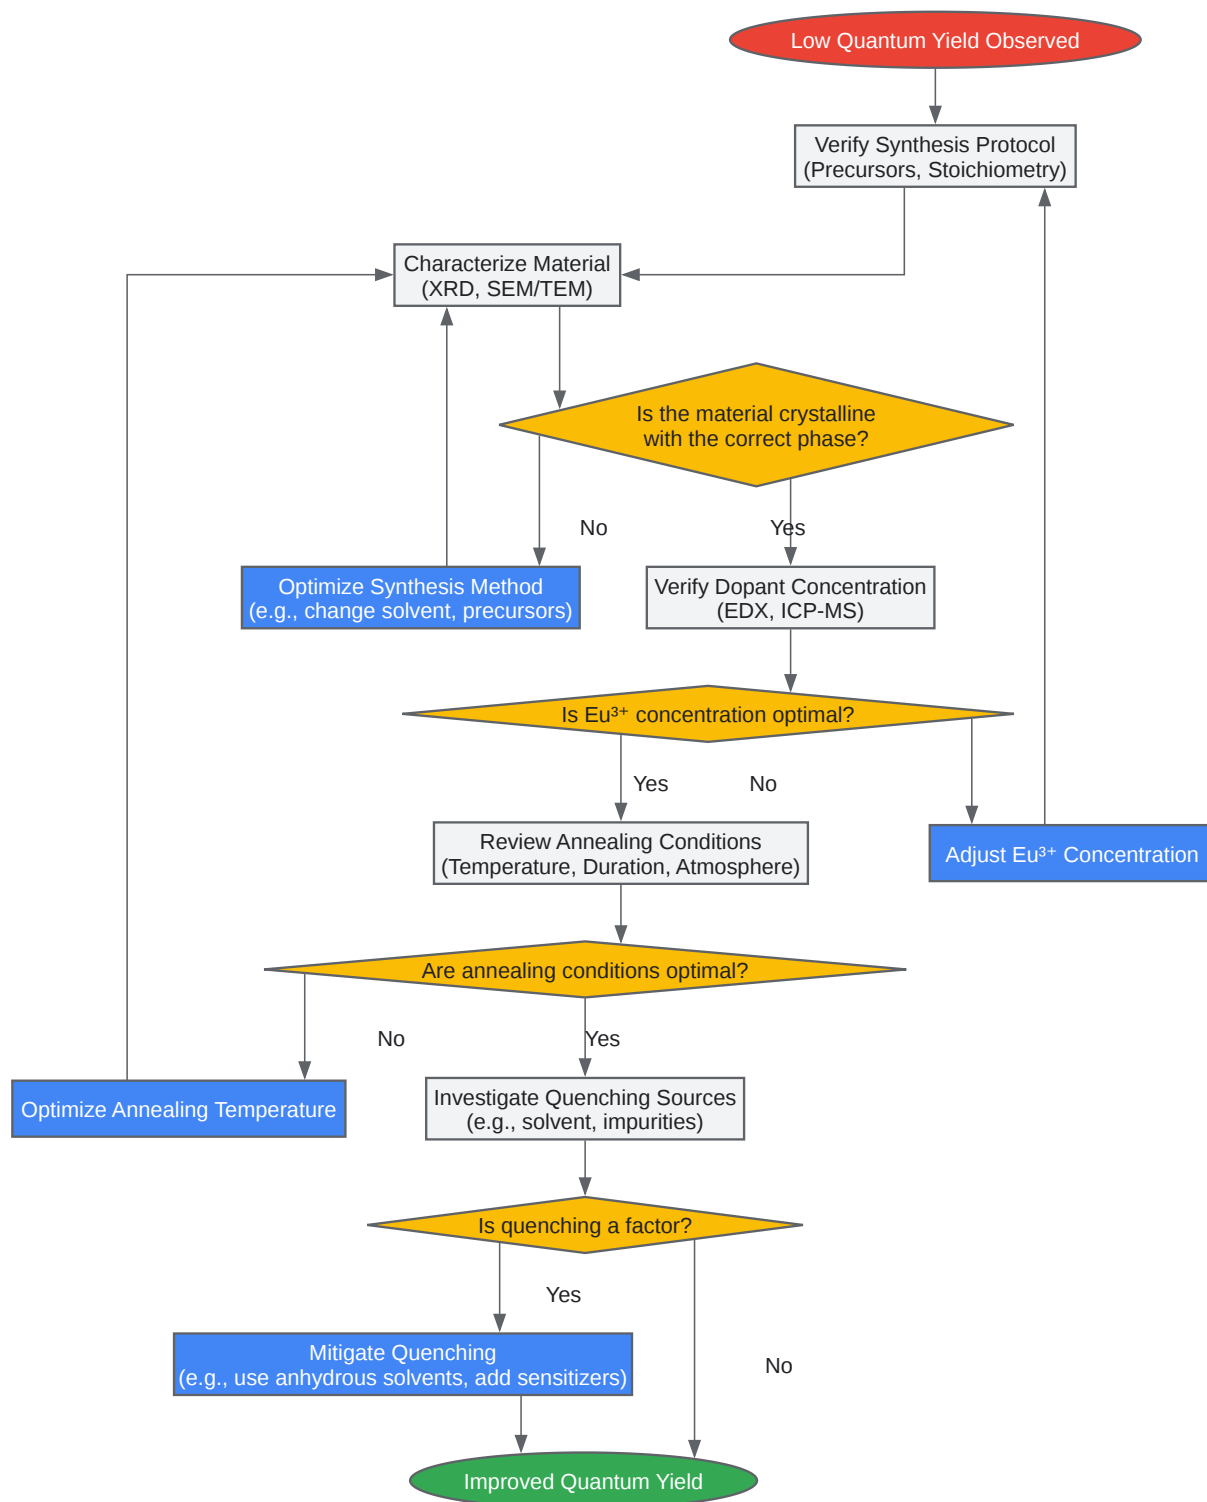 Low Quantum Yield Observed
Verify Synthesis Protocol
(Precursors, Stoichiometry)
Characterize Material
(XRD, SEM/TEM)
Is the material crystalline
with the correct phase?
No
Yes
Optimize Synthesis Method
(e.g., change solvent, precursors)
Verify Dopant Concentration
(EDX, ICP-MS)
Is Eu³⁺ concentration optimal?
Yes
No
Review Annealing Conditions
(Temperature, Duration, Atmosphere)
Adjust Eu³⁺ Concentration
Are annealing conditions optimal?
No
Yes
Optimize Annealing Temperature
Investigate Quenching Sources
(e.g., solvent, impurities)
Is quenching a factor?
Yes
Mitigate Quenching
(e.g., use anhydrous solvents, add sensitizers)
No
Improved Quantum Yield